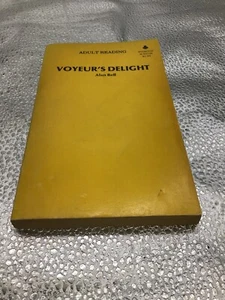 ADULT READING
VOYEUR'S DELIGHT
Alan Bell